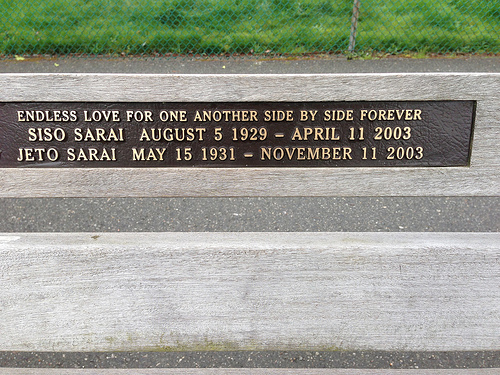 ENDLESS LOVE FOR ONE ANOTHER SIDE BY SIDE FOREVER
SISO SARAI AUGUST 5 1929 – APRIL 11 2003
JETO SARAI MAY 15 1931 – NOVEMBER 11 2003